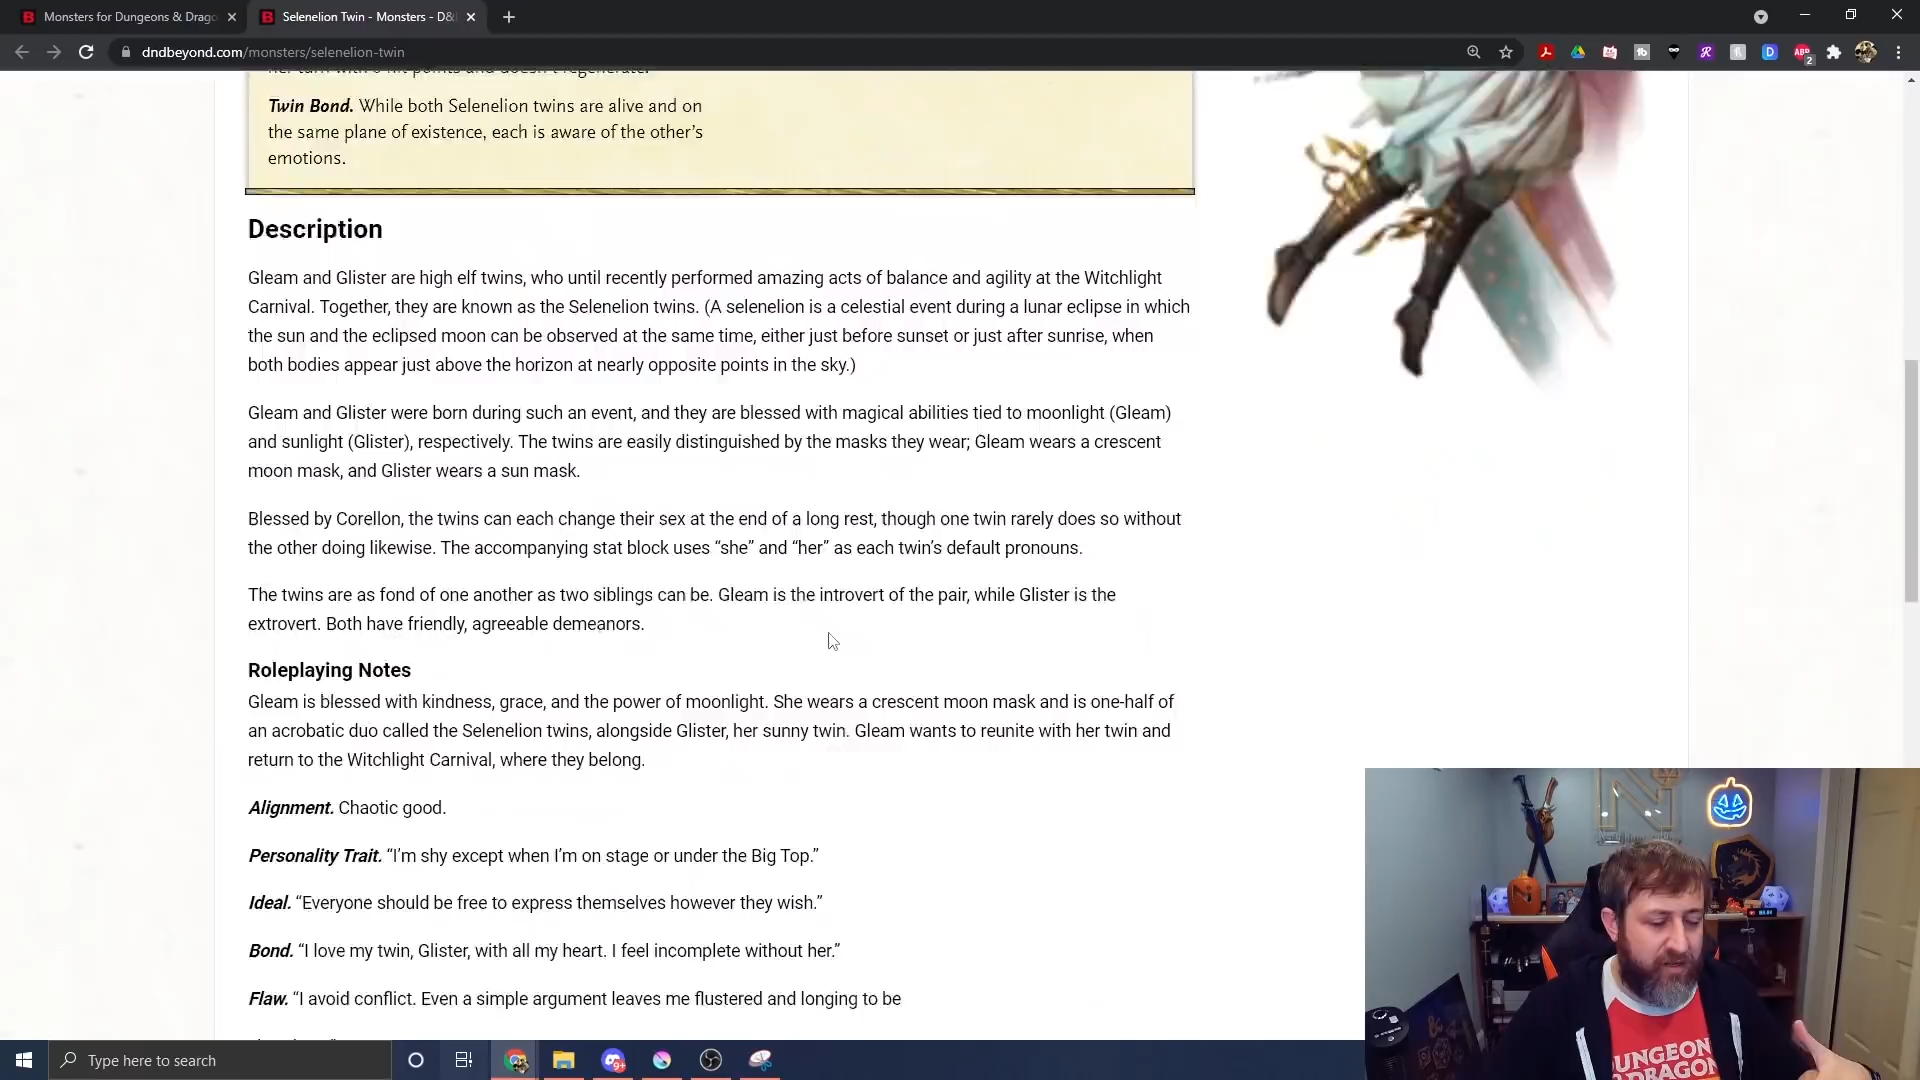 Monsters for Dungeons & Drago
Selenelion Twin - Monsters - D&
dndbeyond.com/monsters/selenelion-twin
her turn with 0 hit points and doesn't regenerate.
Twin Bond. While both Selenelion twins are alive and on
the same plane of existence, each is aware of the other's
emotions.
Description
Gleam and Glister are high elf twins, who until recently performed amazing acts of balance and agility at the Witchlight
Carnival. Together, they are known as the Selenelion twins. (A selenelion is a celestial event during a lunar eclipse in which
the sun and the eclipsed moon can be observed at the same time, either just before sunset or just after sunrise, when
both bodies appear just above the horizon at nearly opposite points in the sky.)
Gleam and Glister were born during such an event, and they are blessed with magical abilities tied to moonlight (Gleam)
and sunlight (Glister), respectively. The twins are easily distinguished by the masks they wear; Gleam wears a crescent
moon mask, and Glister wears a sun mask.
Blessed by Corellon, the twins can each change their sex at the end of a long rest, though one twin rarely does so without
the other doing likewise. The accompanying stat block uses “she” and “her” as each twin’s default pronouns.
The twins are as fond of one another as two siblings can be. Gleam is the introvert of the pair, while Glister is the
extrovert. Both have friendly, agreeable demeanors.
Roleplaying Notes
Gleam is blessed with kindness, grace, and the power of moonlight. She wears a crescent moon mask and is one-half of
an acrobatic duo called the Selenelion twins, alongside Glister, her sunny twin. Gleam wants to reunite with her twin and
return to the Witchlight Carnival, where they belong.
Alignment. Chaotic good.
Personality Trait. “I’m shy except when I’m on stage or under the Big Top.”
Ideal. “Everyone should be free to express themselves however they wish.”
Bond. “I love my twin, Glister, with all my heart. I feel incomplete without her.”
Flaw. “I avoid conflict. Even a simple argument leaves me flustered and longing to be
Type here to search
9+
2
UNGEON
DRAGON